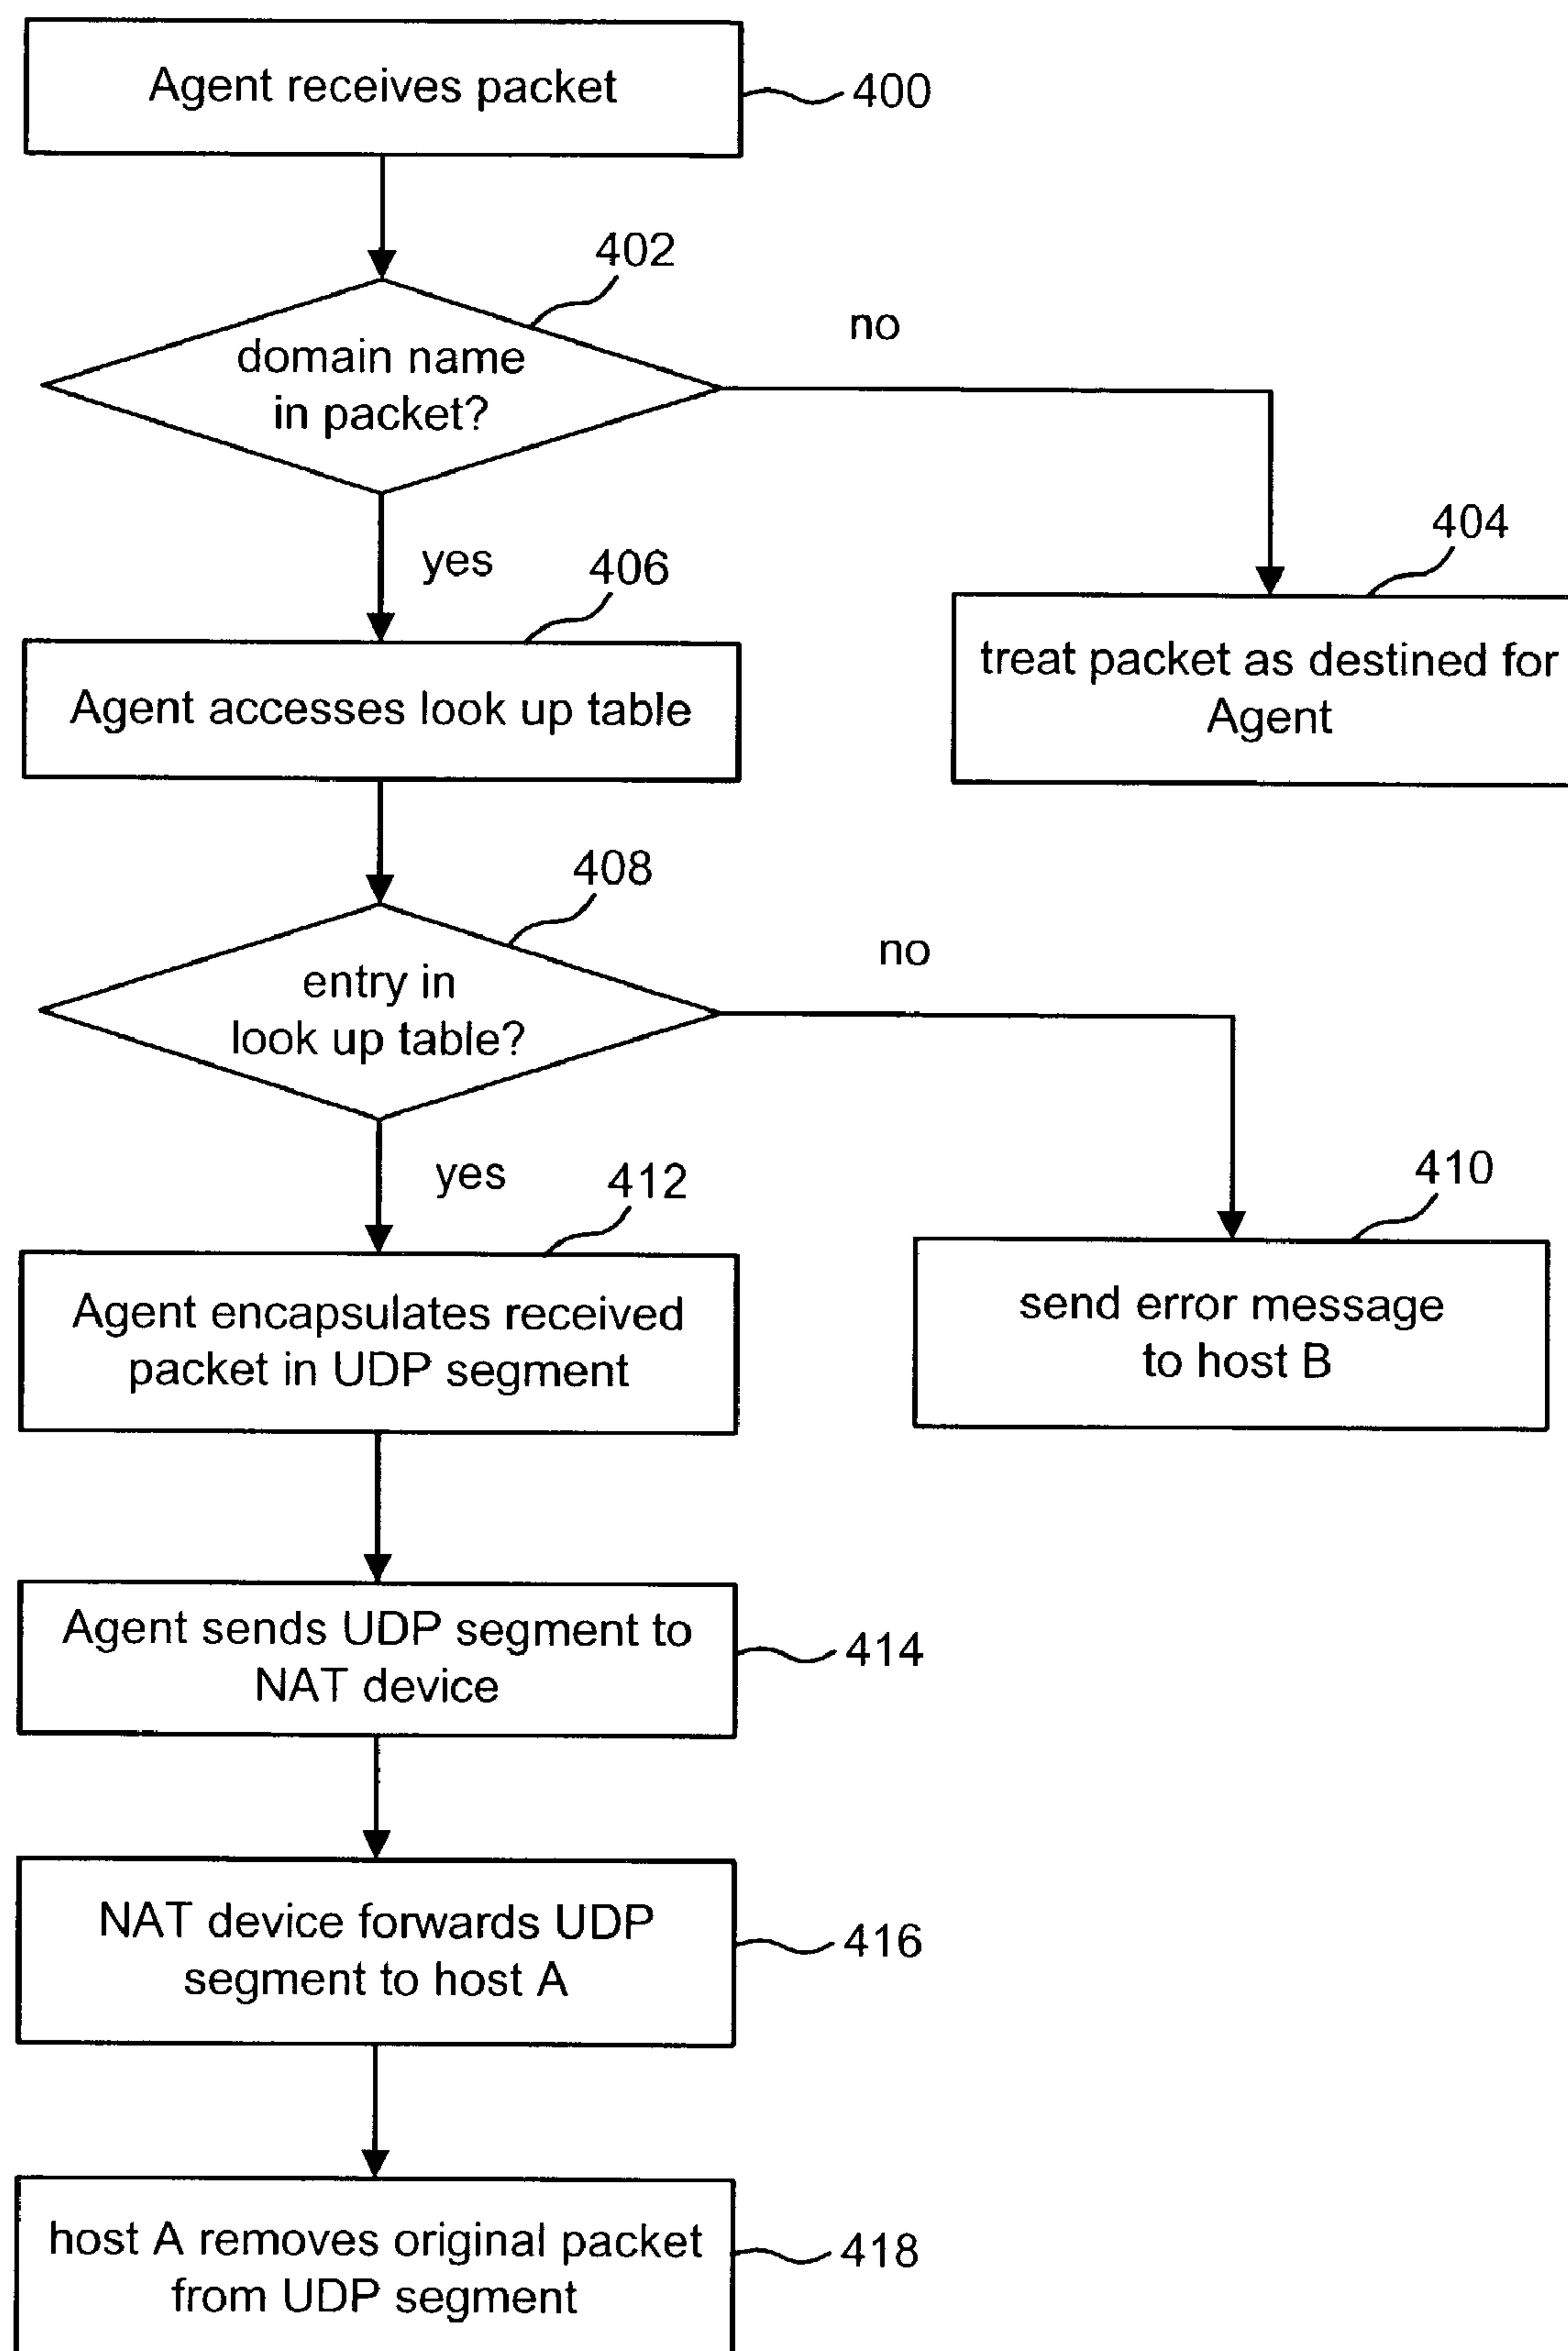 Agent receives packet
400
402
domain name
in packet?
no
yes
404
treat packet as destined for
Agent
406
Agent accesses look up table
408
entry in
look up table?
no
yes
410
send error message
to host B
412
Agent encapsulates received
packet in UDP segment
Agent sends UDP segment to
NAT device
414
NAT device forwards UDP
segment to host A
416
host A removes original packet
from UDP segment
418